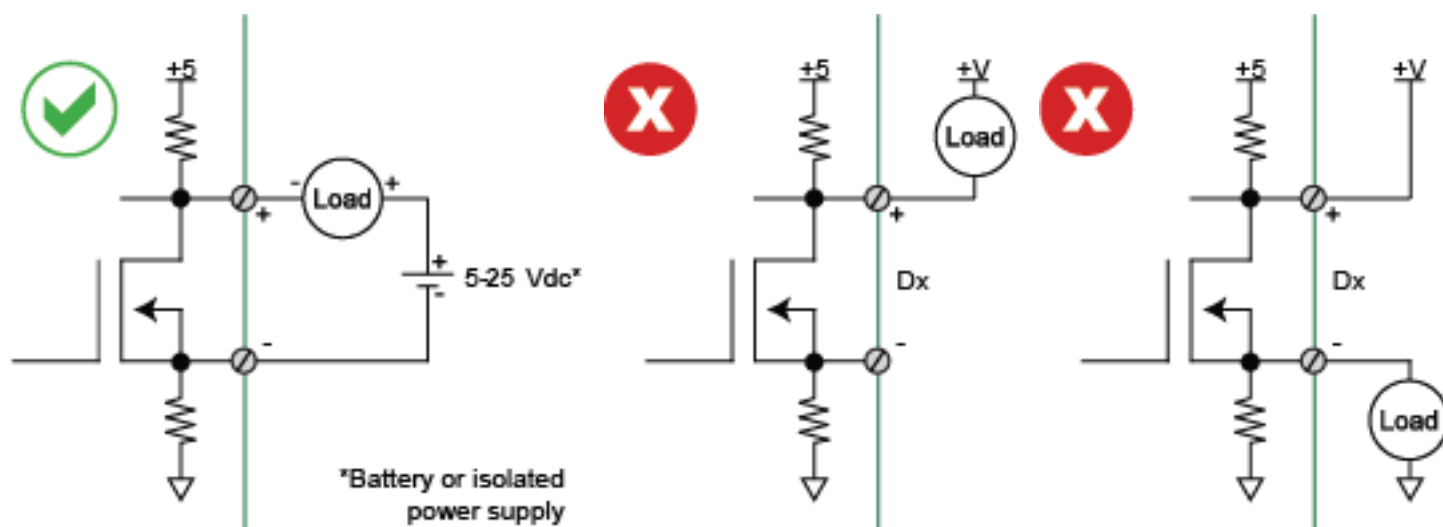 +5
- Load +
+
+
5-25 Vdc*
-
-
*Battery or isolated
power supply
X
+5
+V
Load
+
Dx
-
X
+5
+V
+
Dx
-
Load